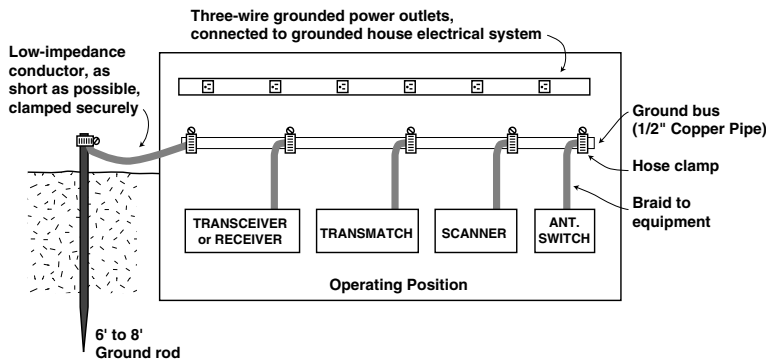 Three-wire grounded power outlets,
connected to grounded house electrical system
Low-impedance
conductor, as
short as possible,
clamped securely
Ground bus
(1/2" Copper Pipe)
Hose clamp
Braid to
equipment
TRANSCEIVER
or RECEIVER
TRANSMATCH
SCANNER
ANT.
SWITCH
Operating Position
6' to 8'
Ground rod